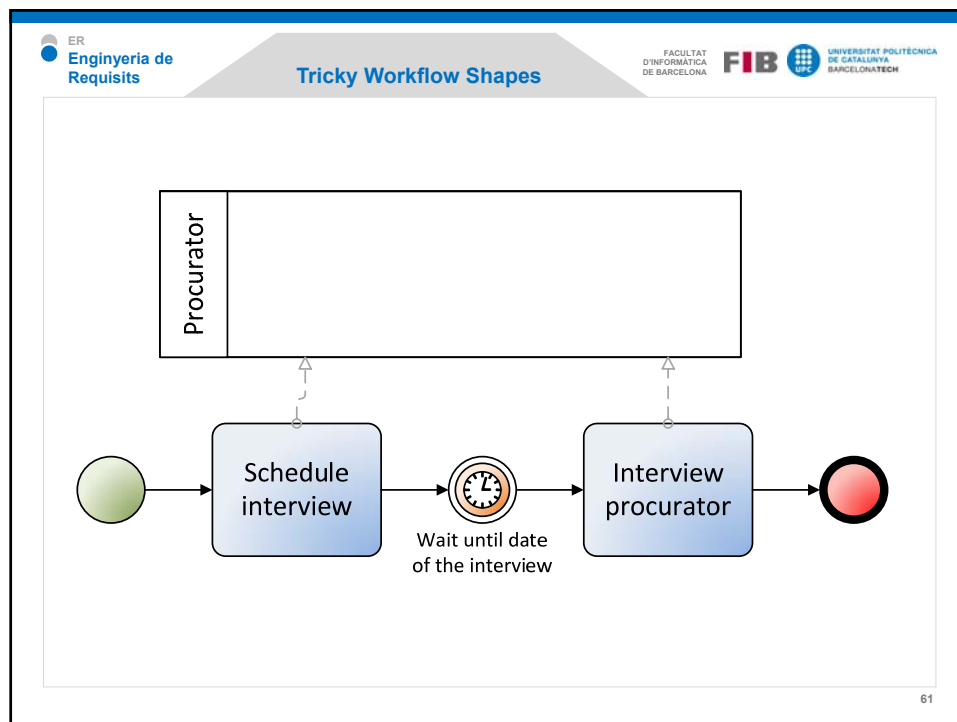 ER
Enginyeria de
Requisits
Tricky Workflow Shapes
FACULTAT
D'INFORMÀTICA
DE BARCELONA
FIB
UPC
UNIVERSITAT POLITÈCNICA
DE CATALUNYA
BARCELONATECH
Procurator
Schedule
interview
Wait until date
of the interview
Interview
procurator
61